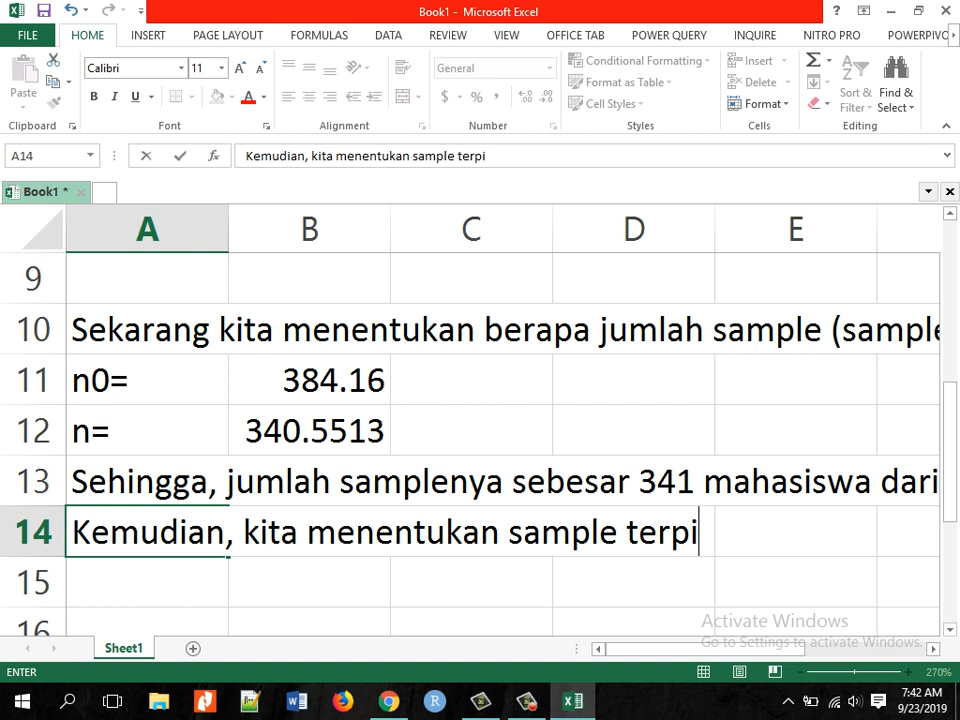 Book1 - Microsoft Excel
FILE HOME INSERT PAGE LAYOUT FORMULAS DATA REVIEW VIEW OFFICE TAB POWER QUERY INQUIRE NITRO PRO POWERPIVO
Paste
Calibri 11
B I U A
General
$ % ,
Conditional Formatting
Format as Table
Cell Styles
Insert
Delete
Format
Sort & Filter
Find & Select
Clipboard Font Alignment Number Styles Cells Editing
A14 fx Kemudian, kita menentukan sample terpi
Book1 *
A B C D E
9
10 Sekarang kita menentukan berapa jumlah sample (sample
11 n0= 384.16
12 n= 340.5513
13 Sehingga, jumlah samplenya sebesar 341 mahasiswa dari
14 Kemudian, kita menentukan sample terpi
15
16
Activate Windows
Go to Settings to activate Windows.
Sheet1
ENTER 270%
7:42 AM
9/23/2019